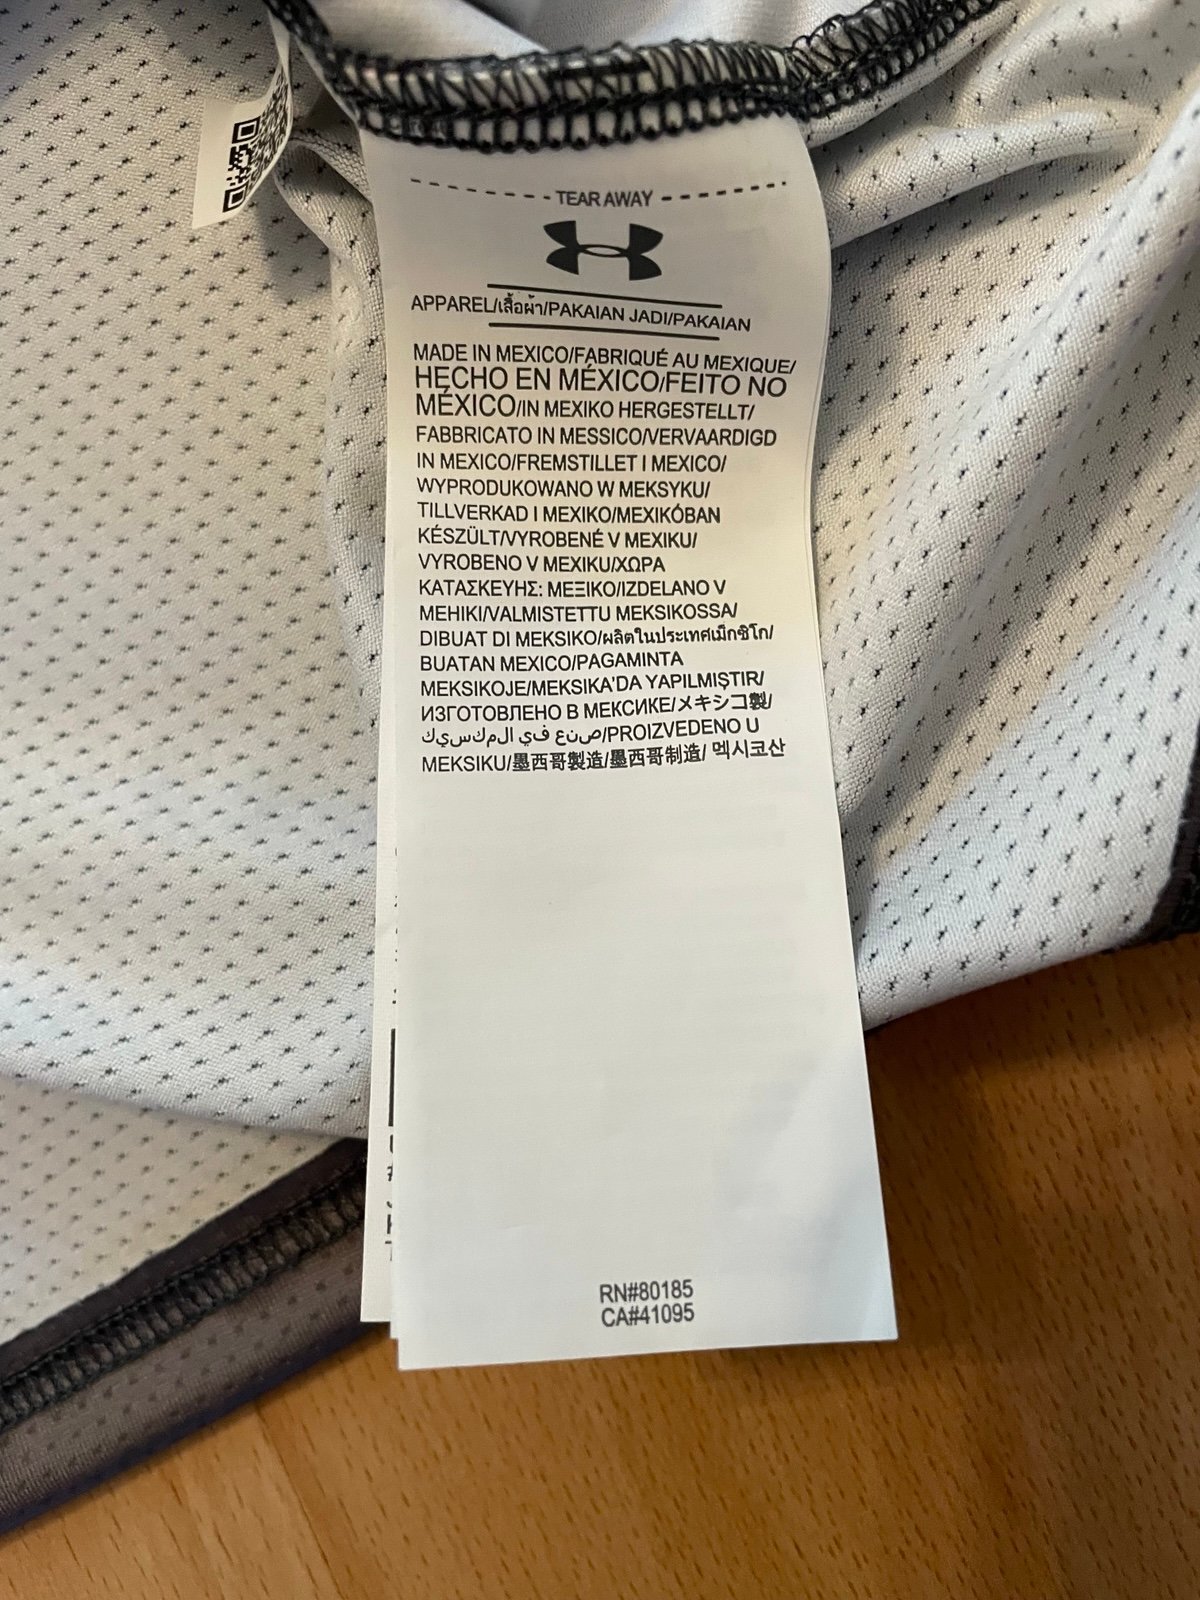 TEAR AWAY
APPAREL/เสื้อผ้า/PAKAIAN JADI/PAKAIAN
MADE IN MEXICO/FABRIQUÉ AU MEXIQUE/
HECHO EN MÉXICO/FEITO NO
MÉXICO/IN MEXIKO HERGESTELLT/
FABBRICATO IN MESSICO/VERVAARDIGD
IN MEXICO/FREMSTILLET I MEXICO/
WYPRODUKOWANO W MEKSYKU/
TILLVERKAD I MEXIKO/MEXIKÓBAN
KÉSZÜLT/VYROBENÉ V MEXIKU/
VYROBENO V MEXIKU/ΧΩΡΑ
ΚΑΤΑΣΚΕΥΗΣ: ΜΕΞΙΚΟ/IZDELANO V
MEHIKI/VALMISTETTU MEKSIKOSSA/
DIBUAT DI MEKSIKO/ผลิตในประเทศเม็กซิโก/
BUATAN MEXICO/PAGAMINTA
MEKSIKOJE/MEKSIKA'DA YAPILMIŞTIR/
ИЗГОТОВЛЕНО В МЕКСИКЕ/メキシコ製/
صنع في المكسيك/PROIZVEDENO U
MEKSIKU/墨西哥製造/墨西哥制造/ 멕시코산
RN#80185
CA#41095